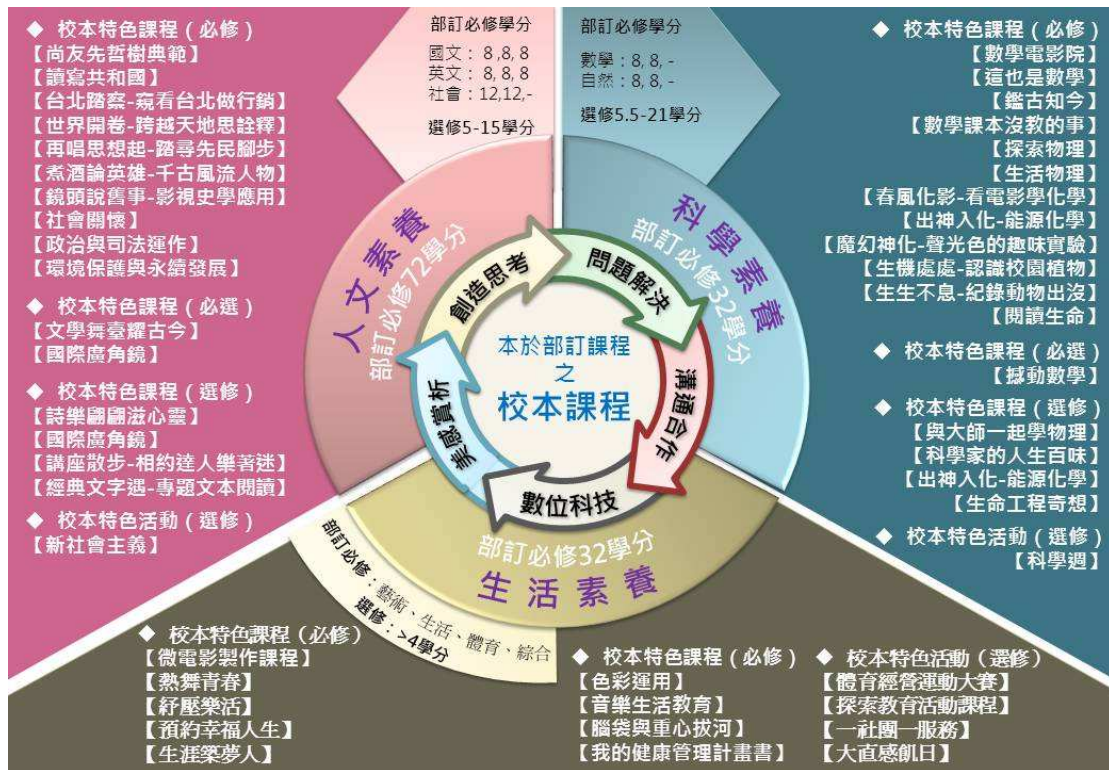 ◆ 校本特色課程(必修)
【尚友先哲樹典範】
【讀寫共和國】
【台北踏察-窺看台北做行銷】
【世界開卷-跨越天地思詮釋】
【再唱思想起-踏尋先民腳步】
【煮酒論英雄-千古風流人物】
【鏡頭說舊事-影視史學應用】
【社會關懷】
【政治與司法運作】
【環境保護與永續發展】
◆ 校本特色課程(必選)
【文學舞臺耀古今】
【國際廣角鏡】
◆ 校本特色課程(選修)
【詩樂翩翩滋心靈】
【國際廣角鏡】
【講座散步-相約達人樂著迷】
【經典文字遇-專題文本閱讀】
◆ 校本特色活動(選修)
【新社會主義】
部訂必修學分
國文:8,8, 8
英文:8, 8, 8
社會:12,12,-
選修5-15學分
部訂必修學分
數學:8, 8, -
自然:8, 8, -
選修5.5-21學分
◆ 校本特色課程(必修)
【數學電影院】
【這也是數學】
【鑑古知今】
【數學課本沒教的事】
【探索物理】
【生活物理】
【春風化影-看電影學化學】
【出神入化-能源化學】
【魔幻神化-聲光色的趣味實驗】
【生機處處-認識校園植物】
【生生不息-紀錄動物出沒】
【閱讀生命】
◆ 校本特色課程(必選)
【撼動數學】
◆ 校本特色課程(選修)
【與大師一起學物理】
【科學家的人生百味】
【出神入化-能源化學】
【生命工程奇想】
◆ 校本特色活動(選修)
【科學週】
人文素養
部訂必修72學分
科學素養
部訂必修32學分
創造思考
問題解決
溝通合作
數位科技
美感賞析
本於部訂課程
之
校本課程
部訂必修32學分
生活素養
部訂必修:藝術、生活、體育、綜合
選修:>4學分
◆ 校本特色課程(必修)
【微電影製作課程】
【熱舞青春】
【紓壓樂活】
【預約幸福人生】
【生涯築夢人】
◆ 校本特色課程(必修)
【色彩運用】
【音樂生活教育】
【腦袋與重心拔河】
【我的健康管理計畫書】
◆ 校本特色活動(選修)
【體育經營運動大賽】
【探索教育活動課程】
【一社團一服務】
【大直感飢日】